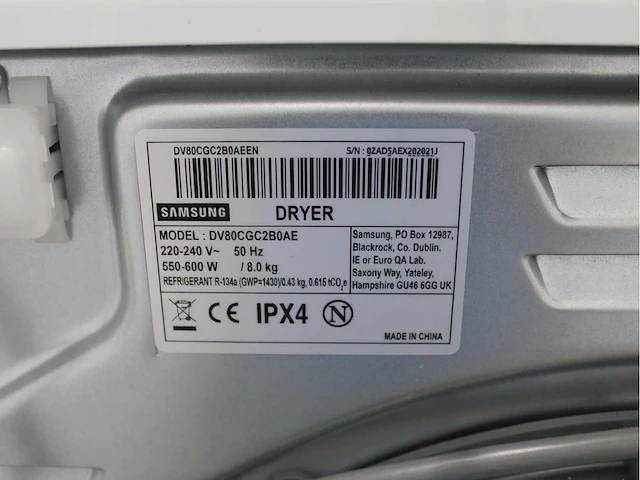 DV80CGC2B0AEEN
S/N : 0ZAD5AEX202021J
SAMSUNG DRYER
MODEL : DV80CGC2B0AE
220-240 V~ 50 Hz
550-600 W / 8.0 kg
REFRIGERANT R-134a (GWP=1430)/0.43 kg, 0.615 tCO₂e
Samsung, PO Box 12987,
Blackrock, Co. Dublin.
IE or Euro QA Lab.
Saxony Way, Yateley,
Hampshire GU46 6GG UK
CE IPX4 N
MADE IN CHINA